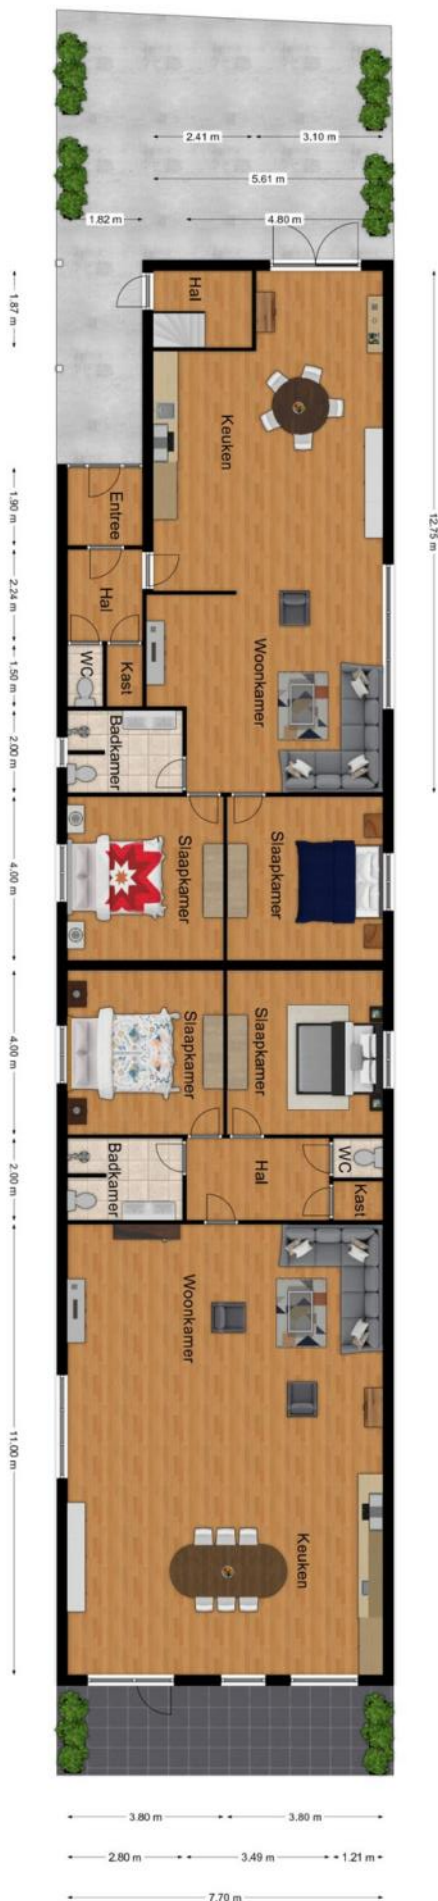 2.41 m
3.10 m
5.61 m
1.82 m
4.80 m
1.87 m
12.75 m
Hal
Keuken
1.90 m
Entree
2.24 m
Hal
1.50 m
WC
Kast
Woonkamer
2.00 m
Badkamer
4.00 m
Slaapkamer
Slaapkamer
4.00 m
Slaapkamer
Slaapkamer
2.00 m
Badkamer
Hal
WC
Kast
Woonkamer
11.00 m
Keuken
3.80 m
3.80 m
2.80 m
3.49 m
1.21 m
7.70 m